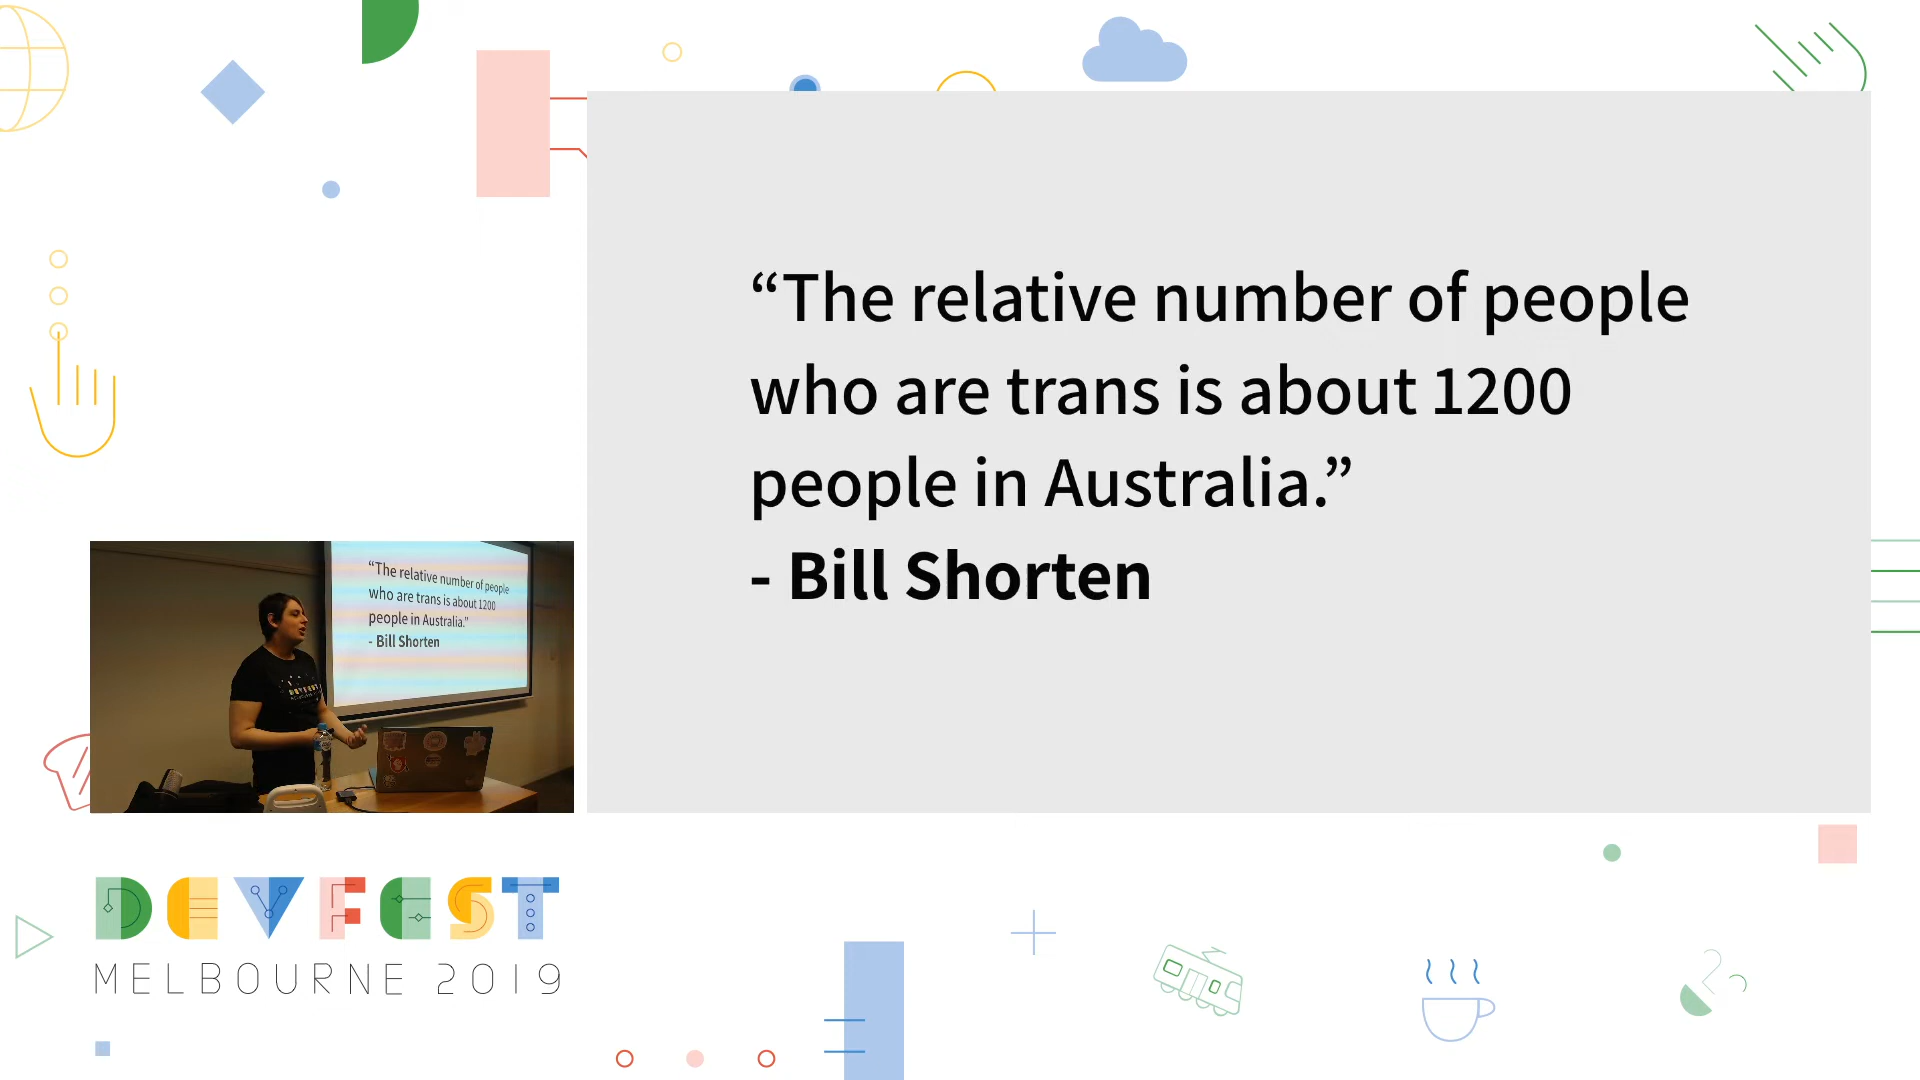 “The relative number of people
who are trans is about 1200
people in Australia.”
- Bill Shorten
“The relative number of people
who are trans is about 1200
people in Australia.”
- Bill Shorten
DEVFEST
DEVFEST
MELBOURNE 2019